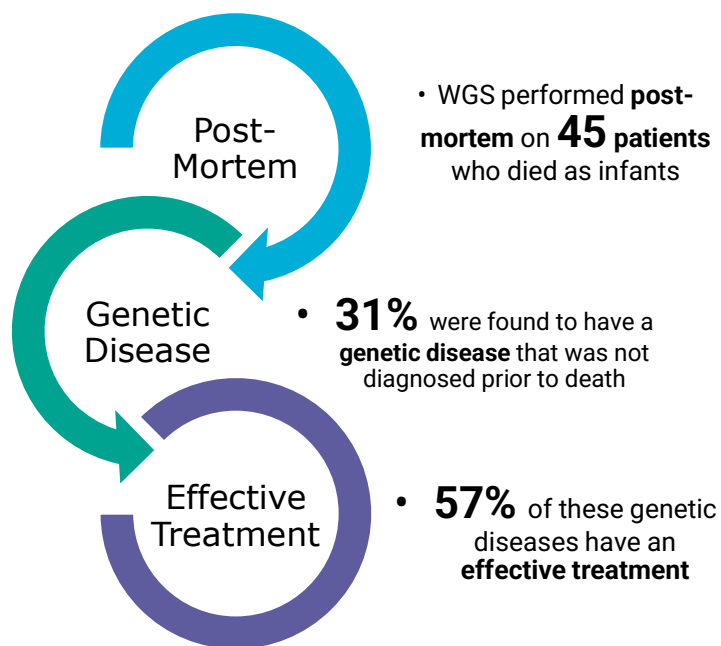 Post-
Mortem
• WGS performed post-
mortem on 45 patients
who died as infants
Genetic
Disease
• 31% were found to have a
genetic disease that was not
diagnosed prior to death
Effective
Treatment
• 57% of these genetic
diseases have an
effective treatment